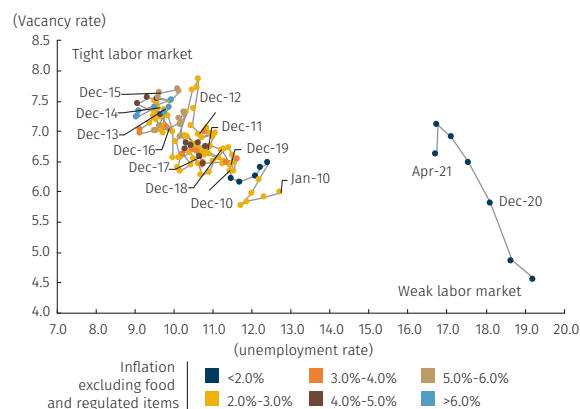 (Vacancy rate)
8.5
8.0
7.5
7.0
6.5
6.0
5.5
5.0
4.5
4.0
Tight labor market
Dec-15
Dec-14
Dec-13
Dec-16
Dec-17
Dec-18
Dec-10
Dec-12
Dec-11
Dec-19
Jan-10
Apr-21
Dec-20
Weak labor market
7.0 8.0 9.0 10.0 11.0 12.0 13.0 14.0 15.0 16.0 17.0 18.0 19.0 20.0
(unemployment rate)
Inflation
excluding food
and regulated items
<2.0% 3.0%-4.0% 5.0%-6.0%
2.0%-3.0% 4.0%-5.0% >6.0%